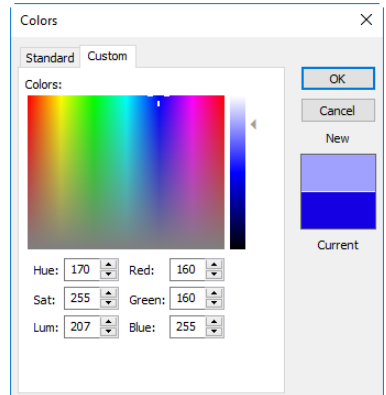 Colors
Standard Custom
Colors:
OK
Cancel
New
Current
Hue: 170 Red: 160
Sat: 255 Green: 160
Lum: 207 Blue: 255